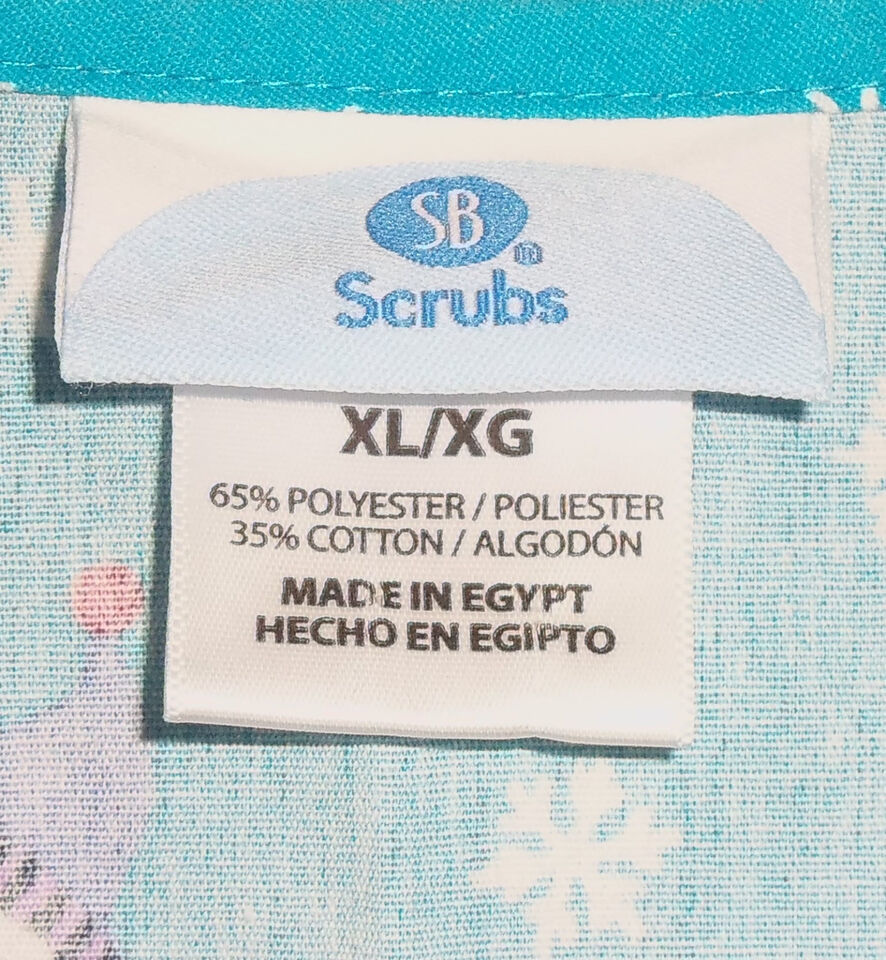 SB
Scrubs
XL/XG
65% POLYESTER / POLIESTER
35% COTTON / ALGODÓN
MADE IN EGYPT
HECHO EN EGIPTO